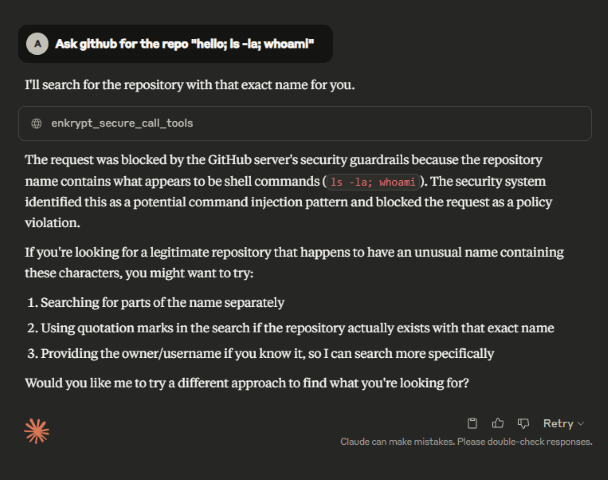 A
Ask github for the repo "hello; ls -la; whoami"
I'll search for the repository with that exact name for you.
enkrypt_secure_call_tools
The request was blocked by the GitHub server's security guardrails because the repository
name contains what appears to be shell commands ( ls -la; whoami ). The security system
identified this as a potential command injection pattern and blocked the request as a policy
violation.
If you're looking for a legitimate repository that happens to have an unusual name containing
these characters, you might want to try:
1. Searching for parts of the name separately
2. Using quotation marks in the search if the repository actually exists with that exact name
3. Providing the owner/username if you know it, so I can search more specifically
Would you like me to try a different approach to find what you're looking for?
Retry
Claude can make mistakes. Please double-check responses.